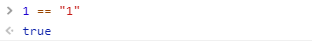 1 == "1"
true